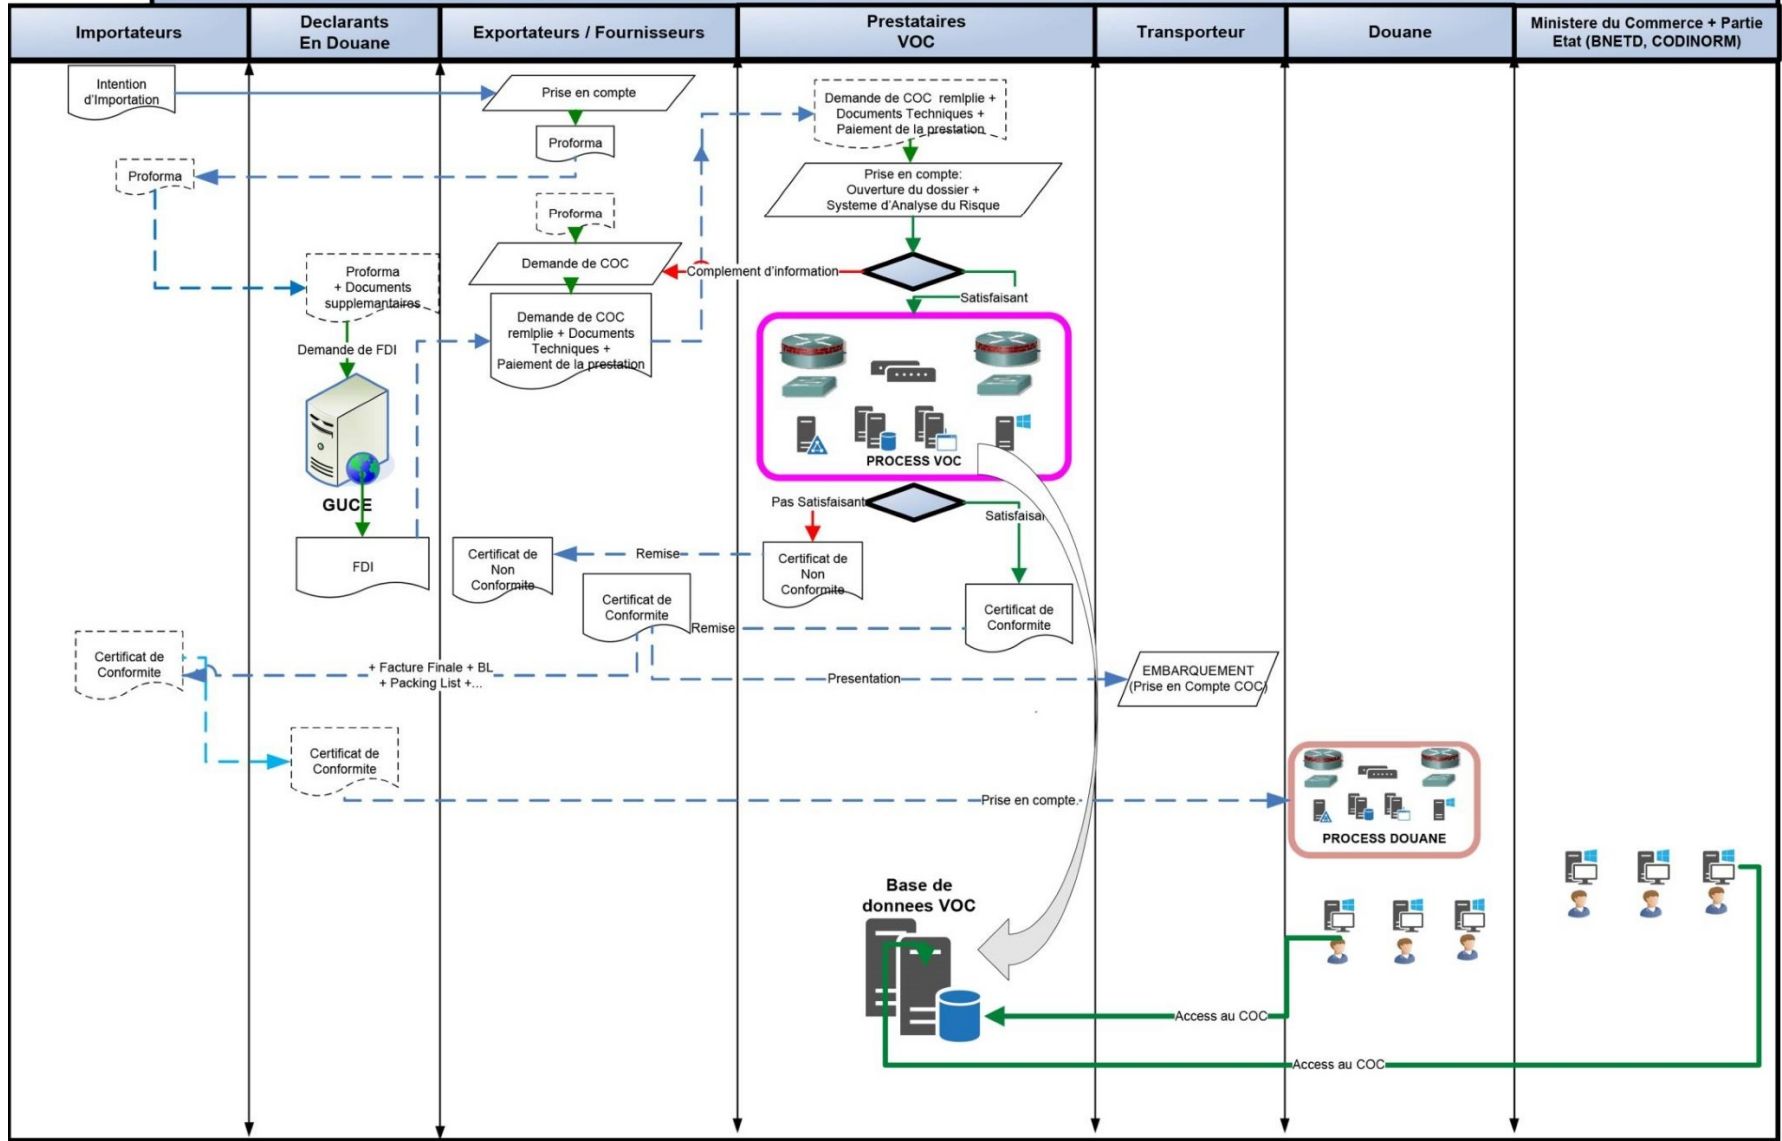 Importateurs
Declarants
En Douane
Exportateurs / Fournisseurs
Prestataires
VOC
Transporteur
Douane
Ministere du Commerce + Partie
Etat (BNETD, CODINORM)
Intention
d'Importation
Prise en compte
Proforma
Demande de COC remlplie +
Documents Techniques +
Paiement de la prestation
Proforma
Prise en compte:
Ouverture du dossier +
Systeme d'Analyse du Risque
Proforma
Demande de COC
Complement d'information
Satisfaisant
Proforma
+ Documents
supplemantaires
Demande de FDI
Demande de COC
remlplie + Documents
Techniques +
Paiement de la prestation
PROCESS VOC
GUCE
Pas Satisfaisant
Satisfaisa
FDI
Certificat de
Non
Conformite
Remise
Certificat de
Non
Conformite
Certificat de
Conformite
Remise
Certificat de
Conformite
Certificat de
Conformite
+ Facture Finale + BL
+ Packing List +...
Presentation
EMBARQUEMENT
(Prise en Compte COC)
Certificat de
Conformite
Prise en compte.
PROCESS DOUANE
Base de
donnees VOC
Access au COC
Access au COC